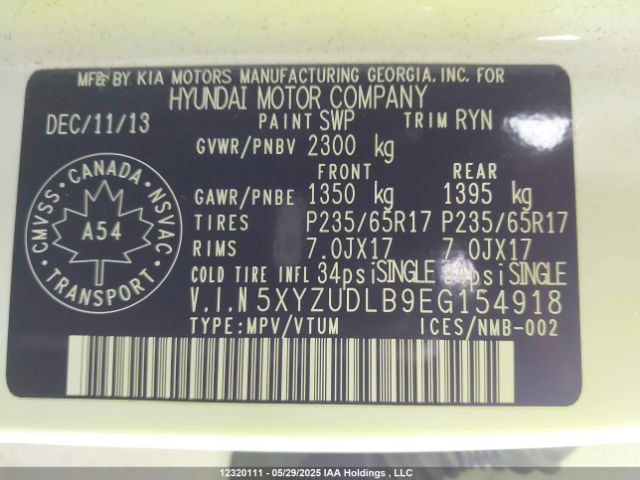 MFD BY KIA MOTORS MANUFACTURING GEORGIA, INC. FOR
HYUNDAI MOTOR COMPANY
DEC/11/13 PAINT SWP TRIM RYN
GVWR/PNBV 2300 kg
FRONT REAR
GAWR/PNBE 1350 kg 1395 kg
TIRES P235/65R17 P235/65R17
RIMS 7.0JX17 7.0JX17
COLD TIRE INFL 34psiSINGLE 34psiSINGLE
V.I.N 5XYZUDLB9EG154918
TYPE:MPV/VTUM ICES/NMB-002
CMVSS · CANADA · NSVAC
A54
12320111 - 05/29/2025 IAA Holdings , LLC